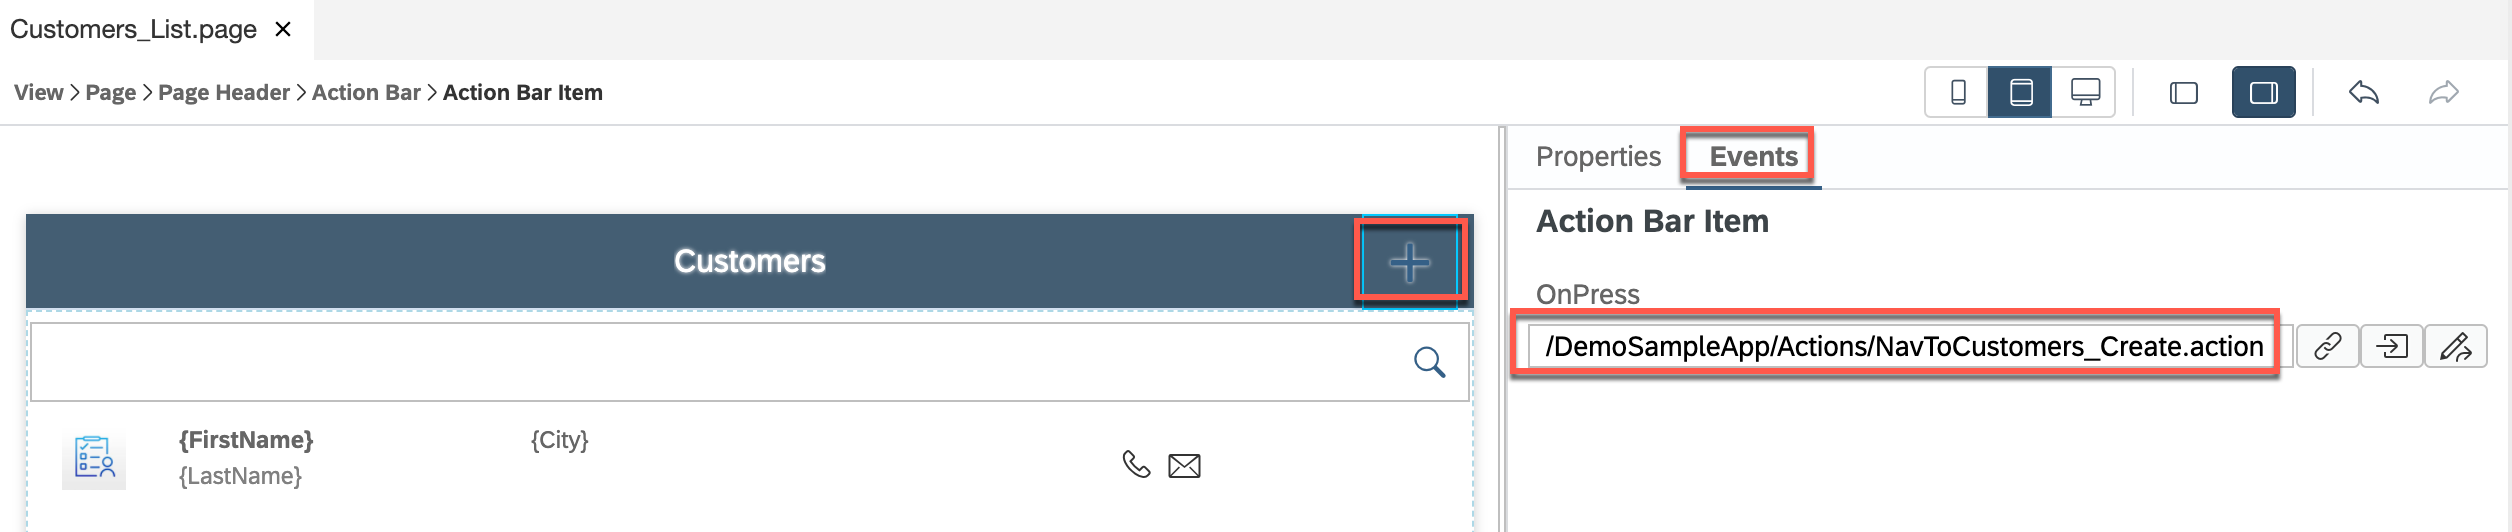 Customers_List.page
View > Page > Page Header > Action Bar > Action Bar Item
Properties
Events
Customers
Action Bar Item
OnPress
/DemoSampleApp/Actions/NavToCustomers_Create.action
{FirstName}
{City}
{LastName}